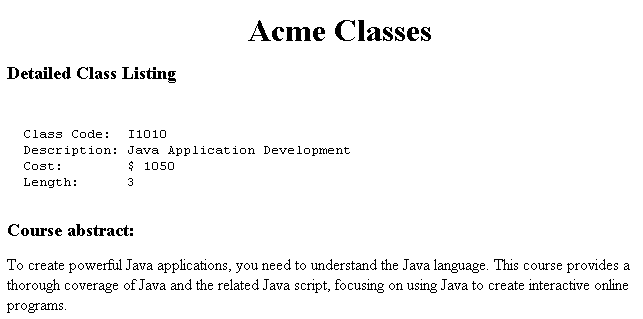 Acme Classes
Detailed Class Listing
Class Code: I1010
Description: Java Application Development
Cost: $ 1050
Length: 3
Course abstract:
To create powerful Java applications, you need to understand the Java language. This course provides a
thorough coverage of Java and the related Java script, focusing on using Java to create interactive online
programs.